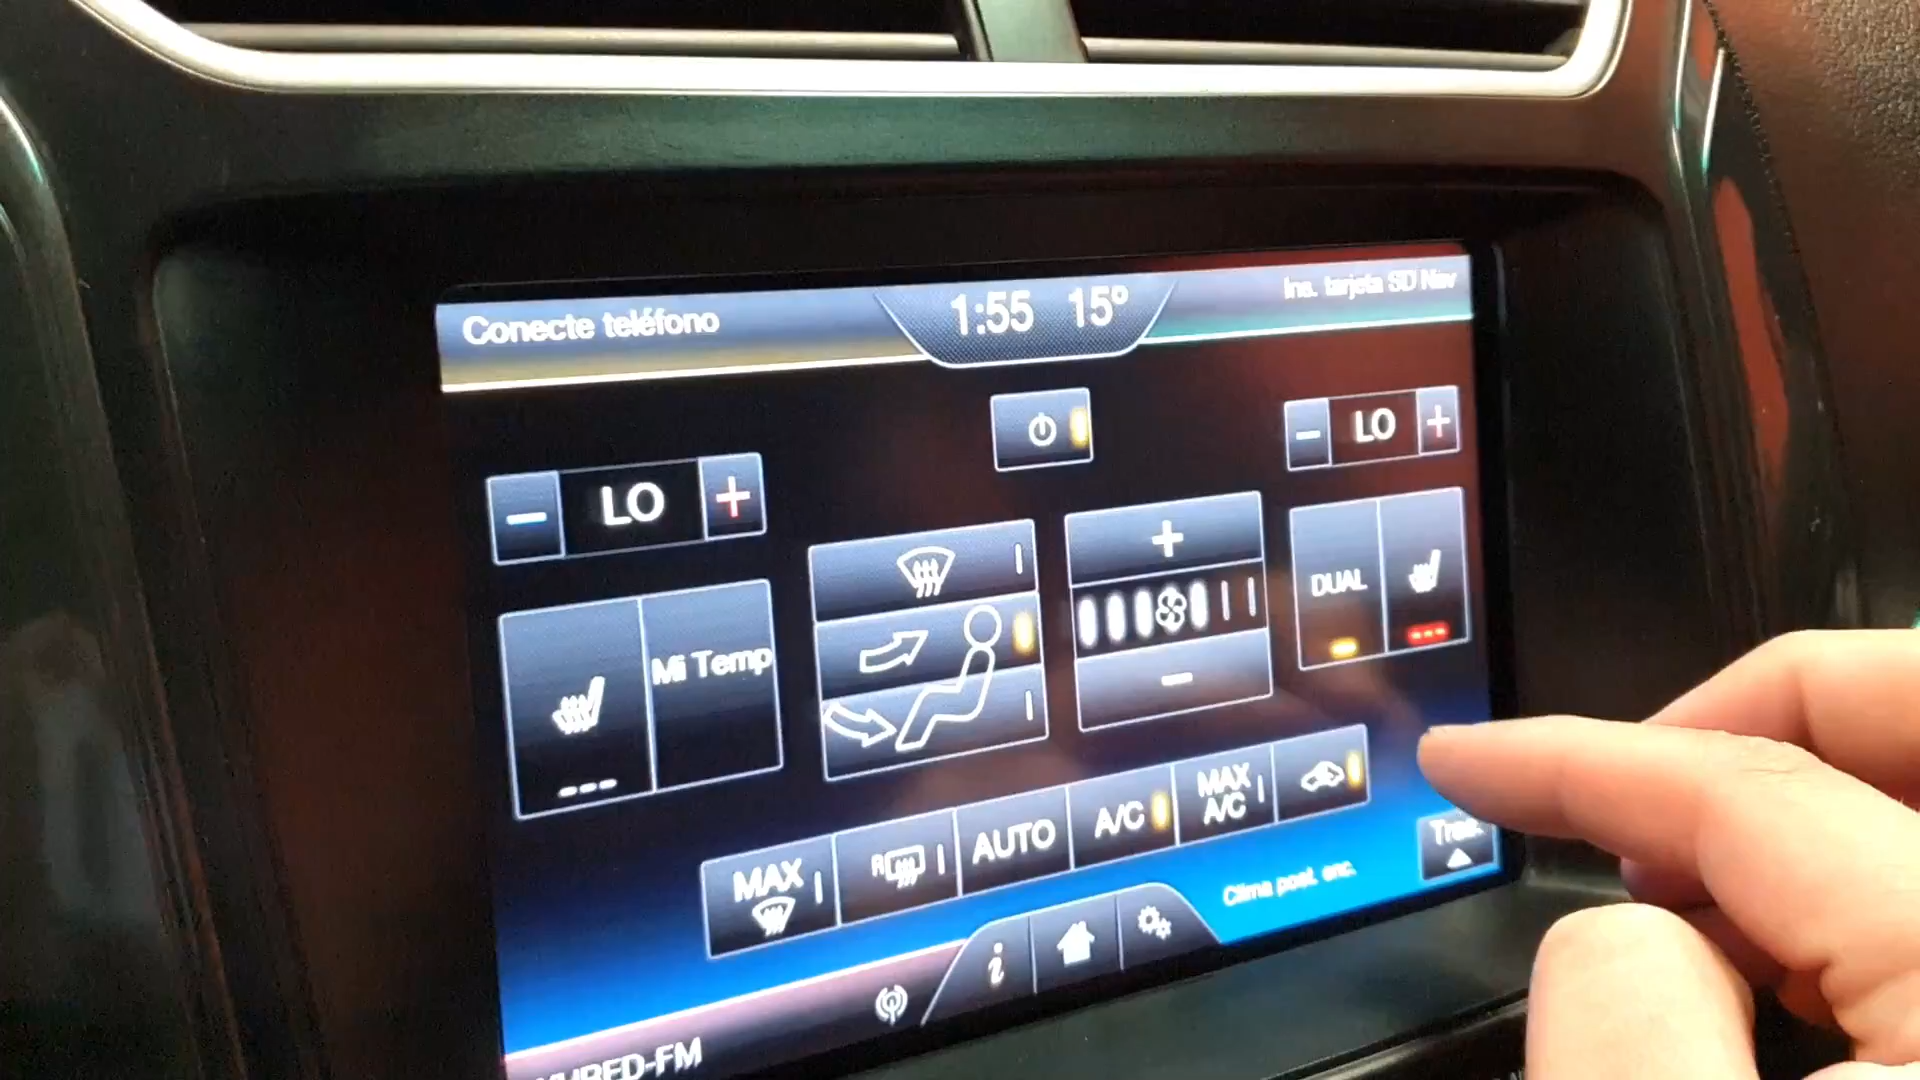 Conecte teléfono
1:55 15°
Ins. tarjeta SD Nav
LO
LO
Mi Temp
DUAL
MAX
R
AUTO
A/C
MAX
A/C
Clima post. enc.
i